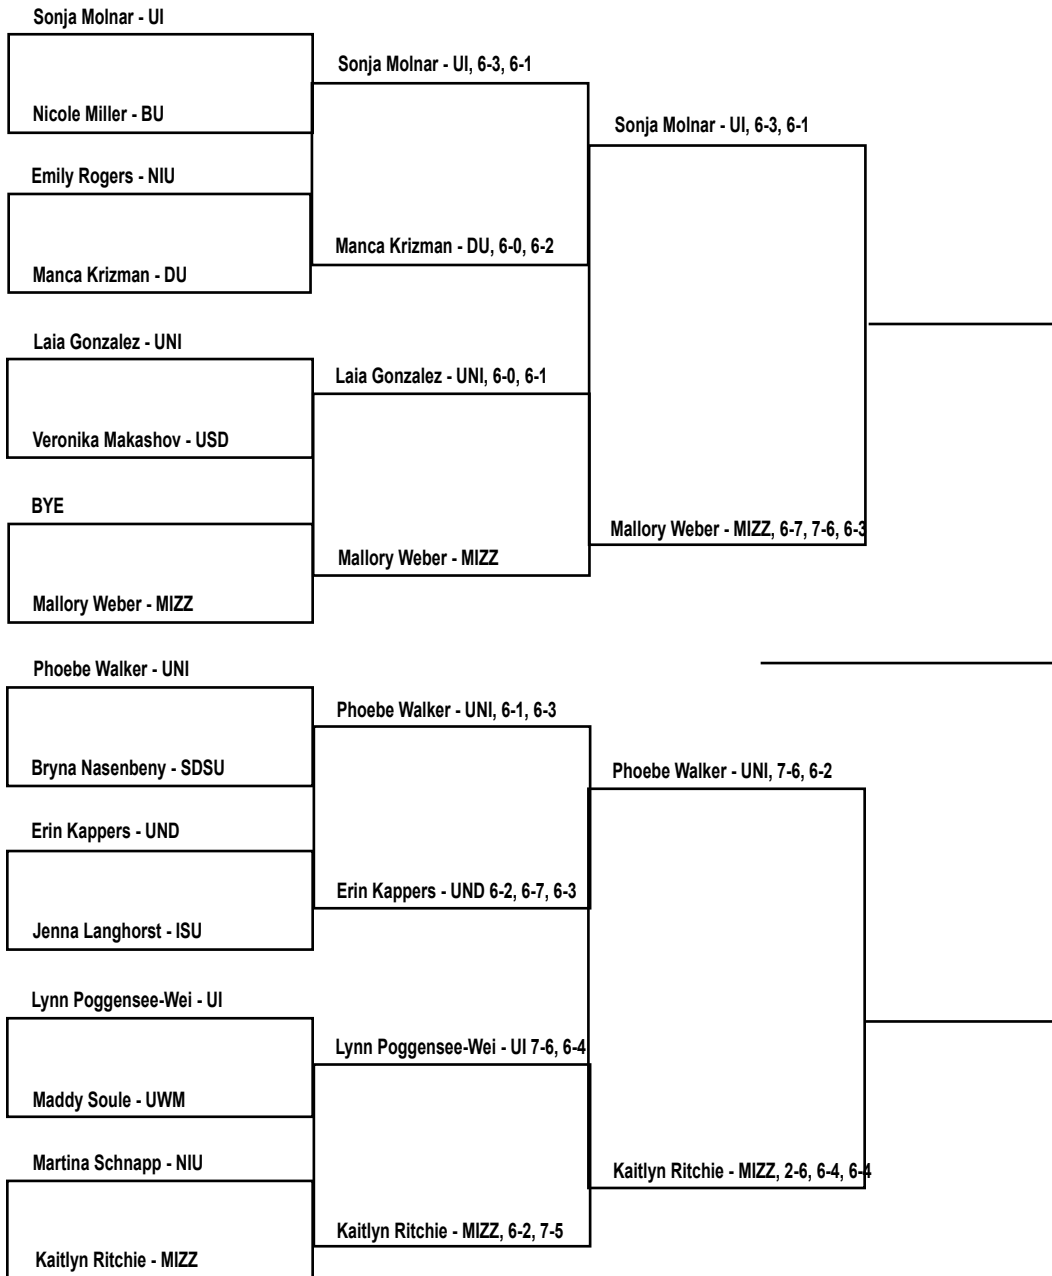 Sonja Molnar - UI
Nicole Miller - BU
Emily Rogers - NIU
Manca Krizman - DU
Laia Gonzalez - UNI
Veronika Makashov - USD
BYE
Mallory Weber - MIZZ
Phoebe Walker - UNI
Bryna Nasenbeny - SDSU
Erin Kappers - UND
Jenna Langhorst - ISU
Lynn Poggensee-Wei - UI
Maddy Soule - UWM
Martina Schnapp - NIU
Kaitlyn Ritchie - MIZZ
Sonja Molnar - UI, 6-3, 6-1
Manca Krizman - DU, 6-0, 6-2
Laia Gonzalez - UNI, 6-0, 6-1
Mallory Weber - MIZZ
Phoebe Walker - UNI, 6-1, 6-3
Erin Kappers - UND 6-2, 6-7, 6-3
Lynn Poggensee-Wei - UI 7-6, 6-4
Kaitlyn Ritchie - MIZZ, 6-2, 7-5
Sonja Molnar - UI, 6-3, 6-1
Mallory Weber - MIZZ, 6-7, 7-6, 6-3
Phoebe Walker - UNI, 7-6, 6-2
Kaitlyn Ritchie - MIZZ, 2-6, 6-4, 6-4